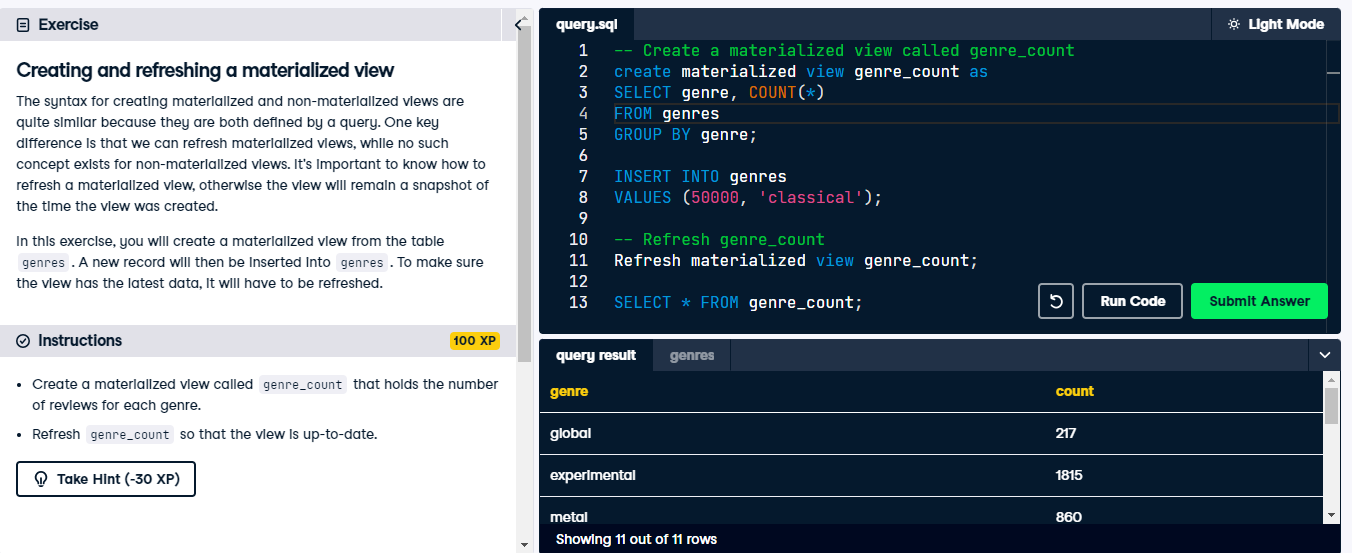 Exercise
Creating and refreshing a materialized view
The syntax for creating materialized and non-materialized views are
quite similar because they are both defined by a query. One key
difference is that we can refresh materialized views, while no such
concept exists for non-materialized views. It's important to know how to
refresh a materialized view, otherwise the view will remain a snapshot of
the time the view was created.
In this exercise, you will create a materialized view from the table
genres . A new record will then be inserted into genres . To make sure
the view has the latest data, it will have to be refreshed.
Instructions
100 XP
• Create a materialized view called genre_count that holds the number
of reviews for each genre.
• Refresh genre_count so that the view is up-to-date.
Take Hint (-30 XP)
query.sql
Light Mode
1 -- Create a materialized view called genre_count
2 create materialized view genre_count as
3 SELECT genre, COUNT(*)
4 FROM genres
5 GROUP BY genre;
6
7 INSERT INTO genres
8 VALUES (50000, 'classical');
9
10 -- Refresh genre_count
11 Refresh materialized view genre_count;
12
13 SELECT * FROM genre_count;
Run Code
Submit Answer
query result
genres
genre count
global 217
experimental 1815
metal 860
Showing 11 out of 11 rows